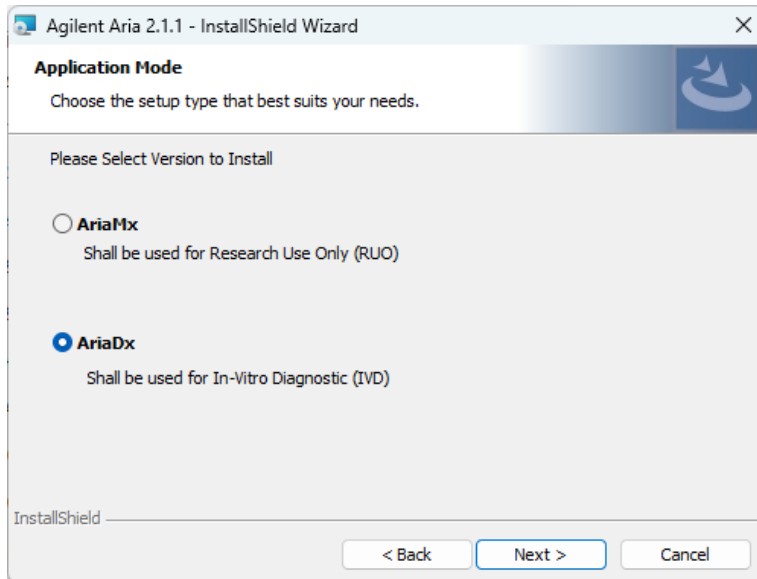 Agilent Aria 2.1.1 - InstallShield Wizard
Application Mode
Choose the setup type that best suits your needs.
Please Select Version to Install
AriaMx
Shall be used for Research Use Only (RUO)
AriaDx
Shall be used for In-Vitro Diagnostic (IVD)
InstallShield
< Back
Next >
Cancel